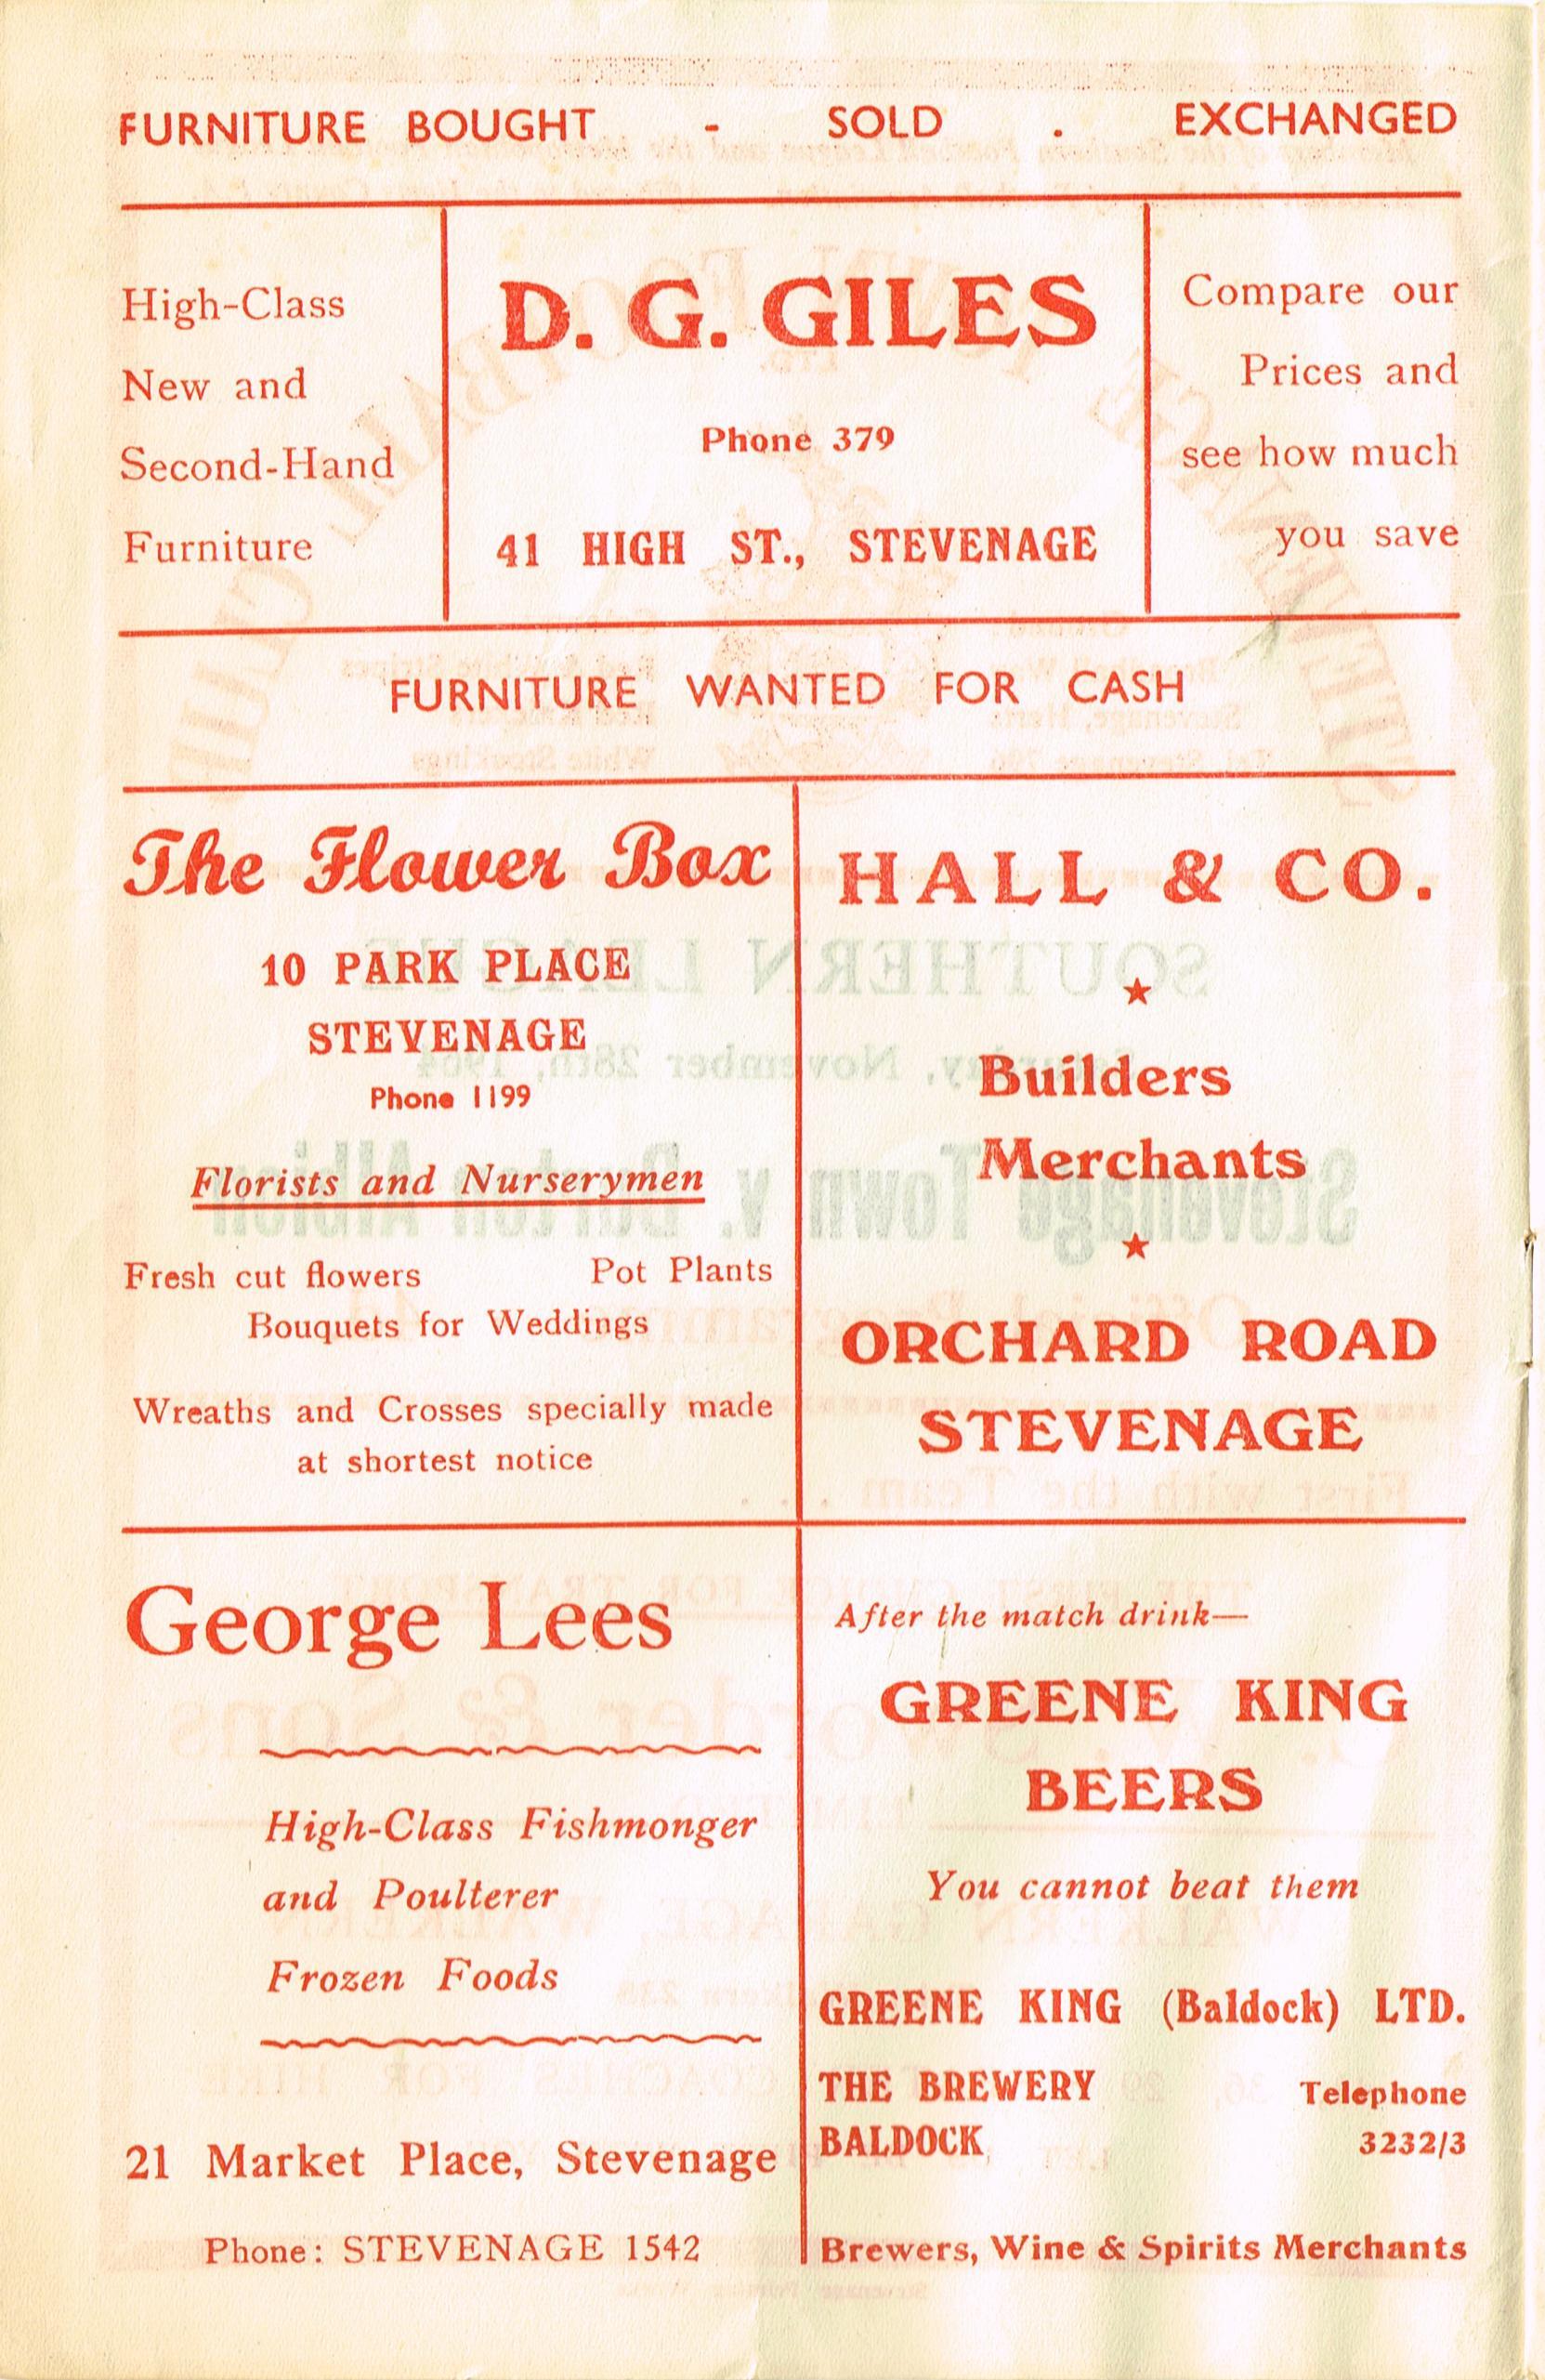 FURNITURE BOUGHT - SOLD . EXCHANGED
High-Class
New and
Second-Hand
Furniture
D. G. GILES
Phone 379
41 HIGH ST., STEVENAGE
Compare our
Prices and
see how much
you save
FURNITURE WANTED FOR CASH
The Flower Box
10 PARK PLACE
STEVENAGE
Phone 1199
Florists and Nurserymen
Fresh cut flowers Pot Plants
Bouquets for Weddings
Wreaths and Crosses specially made
at shortest notice
HALL & CO.
★
Builders
Merchants
★
ORCHARD ROAD
STEVENAGE
George Lees
High-Class Fishmonger
and Poulterer
Frozen Foods
21 Market Place, Stevenage
Phone: STEVENAGE 1542
After the match drink—
GREENE KING
BEERS
You cannot beat them
GREENE KING (Baldock) LTD.
THE BREWERY Telephone
BALDOCK 3232/3
Brewers, Wine & Spirits Merchants